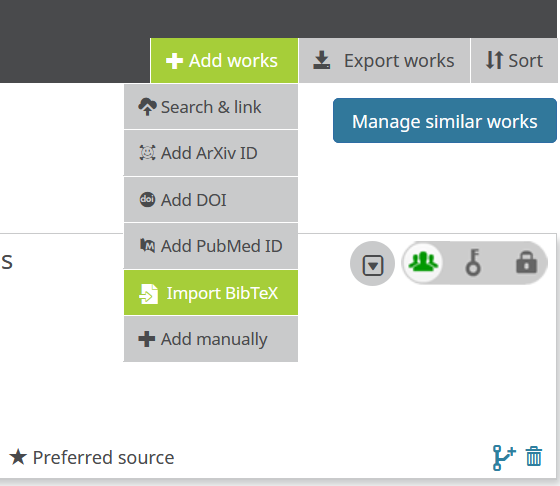 Add works
Export works
Sort
Search & link
Manage similar works
Add ArXiv ID
doi Add DOI
Add PubMed ID
s
Import BibTeX
Add manually
Preferred source